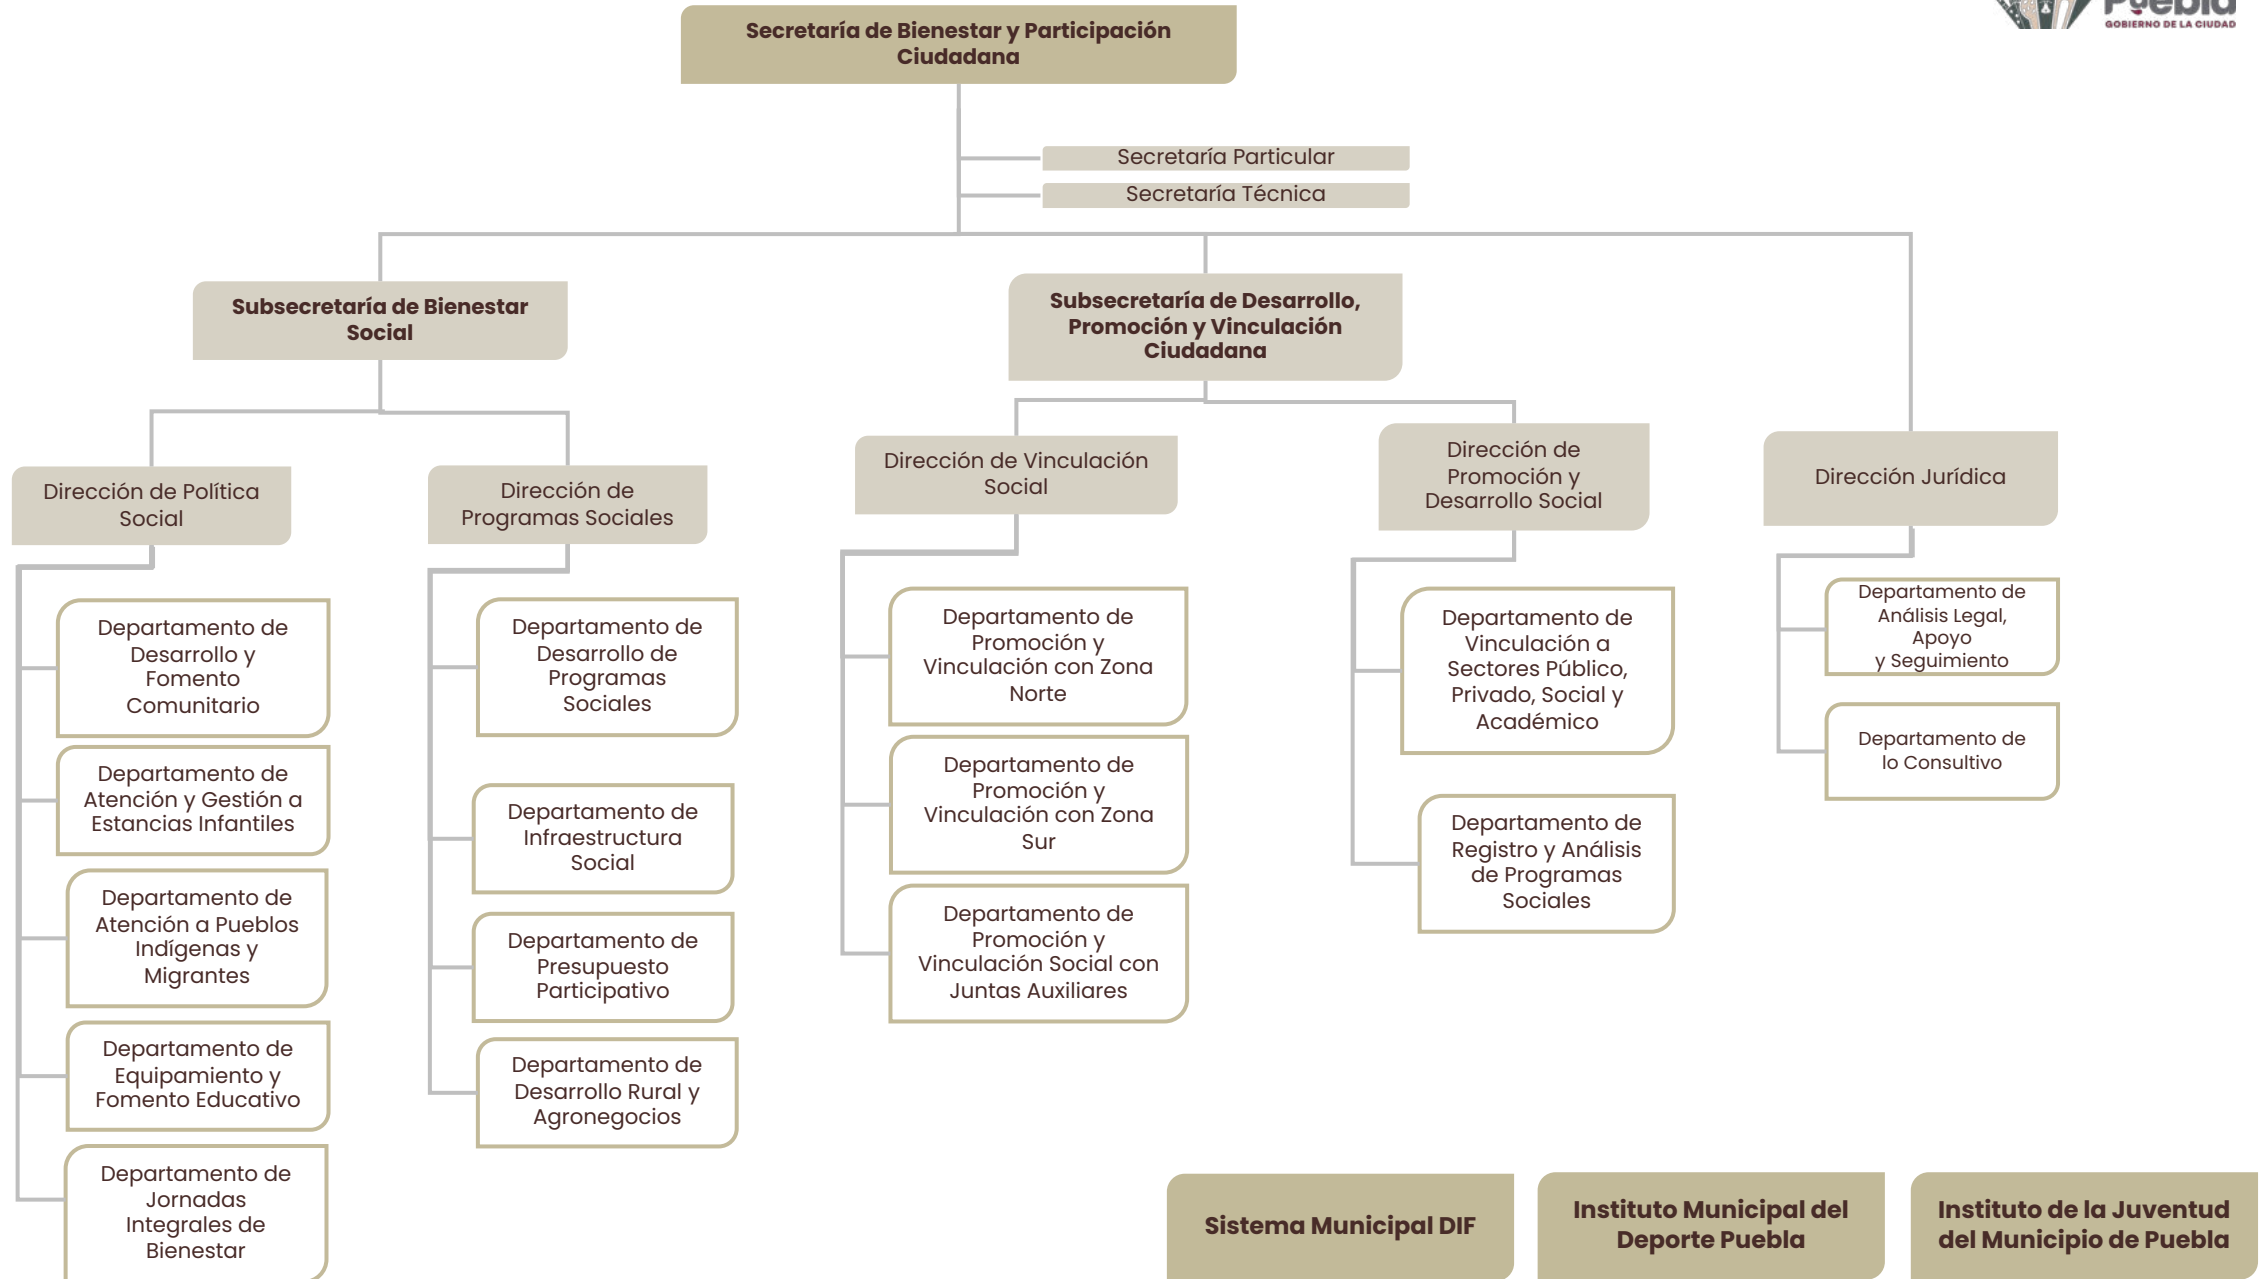 Puebla
GOBIERNO DE LA CIUDAD
Secretaría de Bienestar y Participación
Ciudadana
Secretaría Particular
Secretaría Técnica
Subsecretaría de Bienestar
Social
Subsecretaría de Desarrollo,
Promoción y Vinculación
Ciudadana
Dirección de Política
Social
Dirección de
Programas Sociales
Dirección de Vinculación
Social
Dirección de
Promoción y
Desarrollo Social
Dirección Jurídica
Departamento de
Desarrollo y
Fomento
Comunitario
Departamento de
Atención y Gestión a
Estancias Infantiles
Departamento de
Atención a Pueblos
Indígenas y
Migrantes
Departamento de
Equipamiento y
Fomento Educativo
Departamento de
Jornadas
Integrales de
Bienestar
Departamento de
Desarrollo de
Programas
Sociales
Departamento de
Infraestructura
Social
Departamento de
Presupuesto
Participativo
Departamento de
Desarrollo Rural y
Agronegocios
Departamento de
Promoción y
Vinculación con Zona
Norte
Departamento de
Promoción y
Vinculación con Zona
Sur
Departamento de
Promoción y
Vinculación Social con
Juntas Auxiliares
Departamento de
Vinculación a
Sectores Público,
Privado, Social y
Académico
Departamento de
Registro y Análisis
de Programas
Sociales
Departamento de
Análisis Legal,
Apoyo
y Seguimiento
Departamento de
lo Consultivo
Sistema Municipal DIF
Instituto Municipal del
Deporte Puebla
Instituto de la Juventud
del Municipio de Puebla